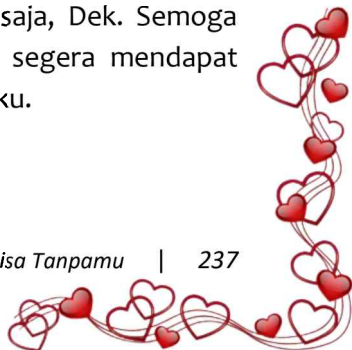 saja, Dek. Semoga
segera mendapat
ku.
isa Tanpamu | 237